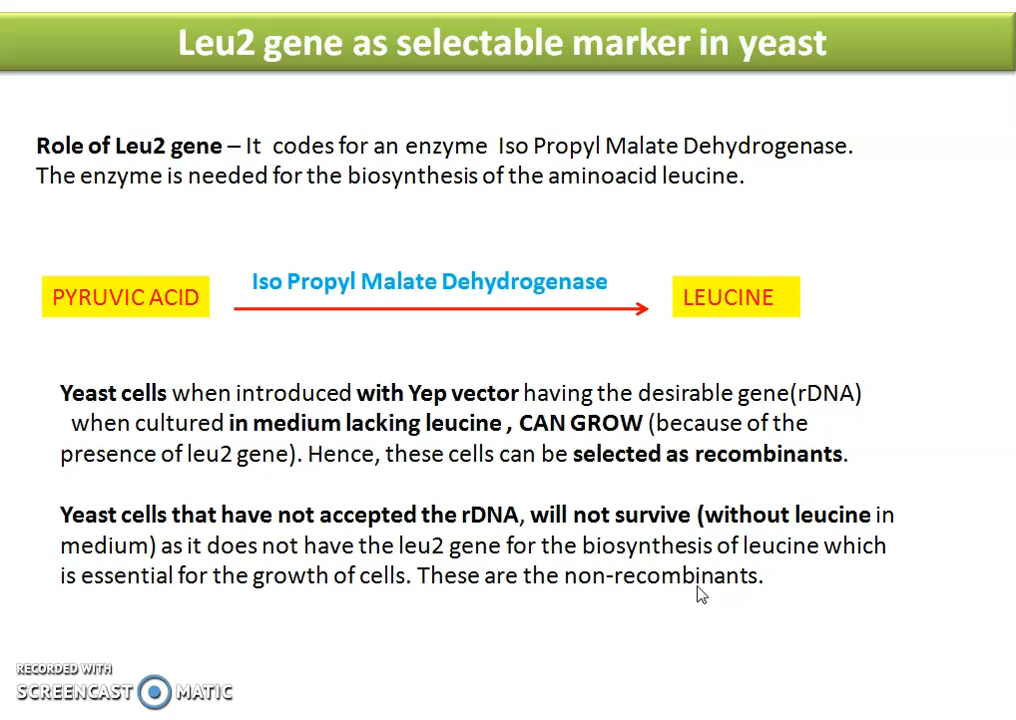 Leu2 gene as selectable marker in yeast
Role of Leu2 gene – It codes for an enzyme Iso Propyl Malate Dehydrogenase.
The enzyme is needed for the biosynthesis of the aminoacid leucine.
Iso Propyl Malate Dehydrogenase
PYRUVIC ACID
LEUCINE
Yeast cells when introduced with Yep vector having the desirable gene(rDNA)
when cultured in medium lacking leucine , CAN GROW (because of the
presence of leu2 gene). Hence, these cells can be selected as recombinants.
Yeast cells that have not accepted the rDNA, will not survive (without leucine in
medium) as it does not have the leu2 gene for the biosynthesis of leucine which
is essential for the growth of cells. These are the non-recombinants.
RECORDED WITH
SCREENCAST MATIC